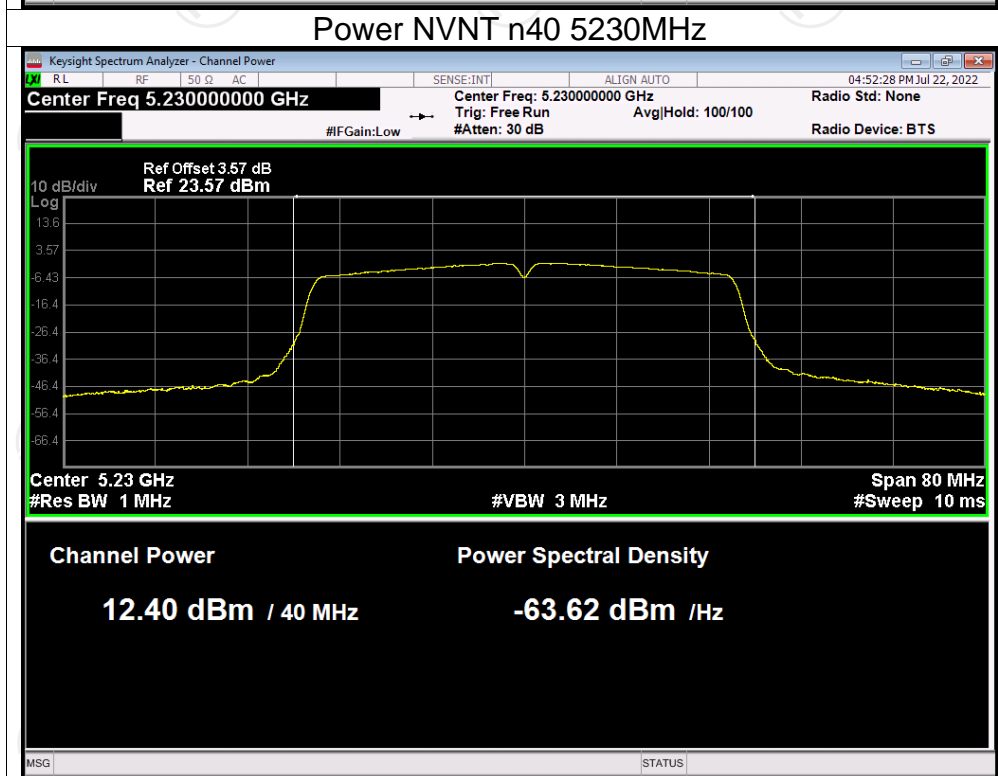 Power NVNT n40 5230MHz
Keysight Spectrum Analyzer - Channel Power
LXI RL RF 50 Ω AC SENSE:INT ALIGN AUTO 04:52:28 PM Jul 22, 2022
Center Freq 5.230000000 GHz Center Freq: 5.230000000 GHz Radio Std: None
Trig: Free Run Avg|Hold: 100/100
#IFGain:Low #Atten: 30 dB Radio Device: BTS
Ref Offset 3.57 dB
10 dB/div Ref 23.57 dBm
Log
13.6
3.57
-6.43
-16.4
-26.4
-36.4
-46.4
-56.4
-66.4
Center 5.23 GHz Span 80 MHz
#Res BW 1 MHz #VBW 3 MHz #Sweep 10 ms
Channel Power Power Spectral Density
12.40 dBm / 40 MHz -63.62 dBm /Hz
MSG STATUS